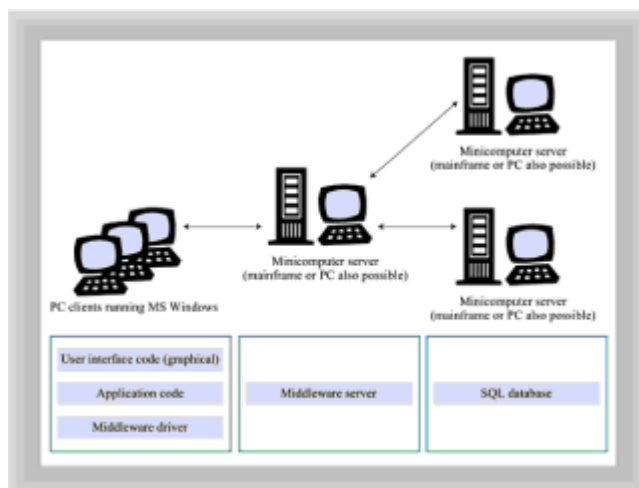 Minicomputer server
(mainframe or PC also possible)
Minicomputer server
(mainframe or PC also possible)
PC clients running MS Windows
Minicomputer server
(mainframe or PC also possible)
User interface code (graphical)
Application code
Middleware driver
Middleware server
SQL database